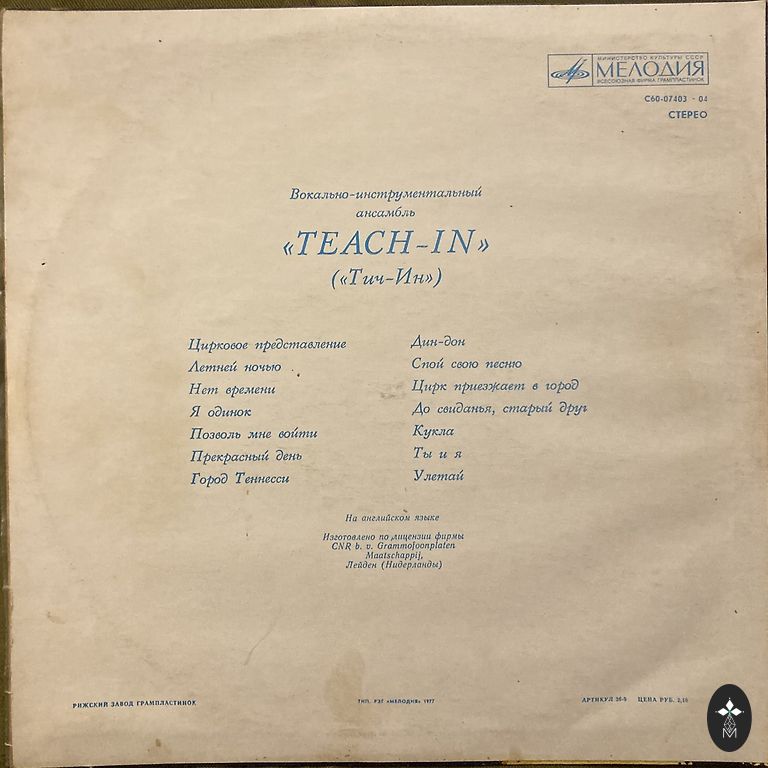 МИНИСТЕРСТВО КУЛЬТУРЫ СССР
МЕЛОДИЯ
ВСЕСОЮЗНАЯ ФИРМА ГРАМПЛАСТИНОК
С60-07403 - 04
СТЕРЕО
Вокально-инструментальный
ансамбль
«TEACH-IN»
(«Тич-Ин»)
Цирковое представление
Летней ночью
Нет времени
Я одинок
Позволь мне войти
Прекрасный день
Город Теннесси
Дин-дон
Спой свою песню
Цирк приезжает в город
До свиданья, старый друг
Кукла
Ты и я
Улетай
На английском языке
Изготовлено по лицензии фирмы
CNR b. v. Grammofoonplaten
Maatschappij,
Лейден (Нидерланды)
РИЖСКИЙ ЗАВОД ГРАМПЛАСТИНОК
ТИП. РЗГ «МЕЛОДИЯ» 1977
АРТИКУЛ ЦЕНА РУБ. 2,10
M